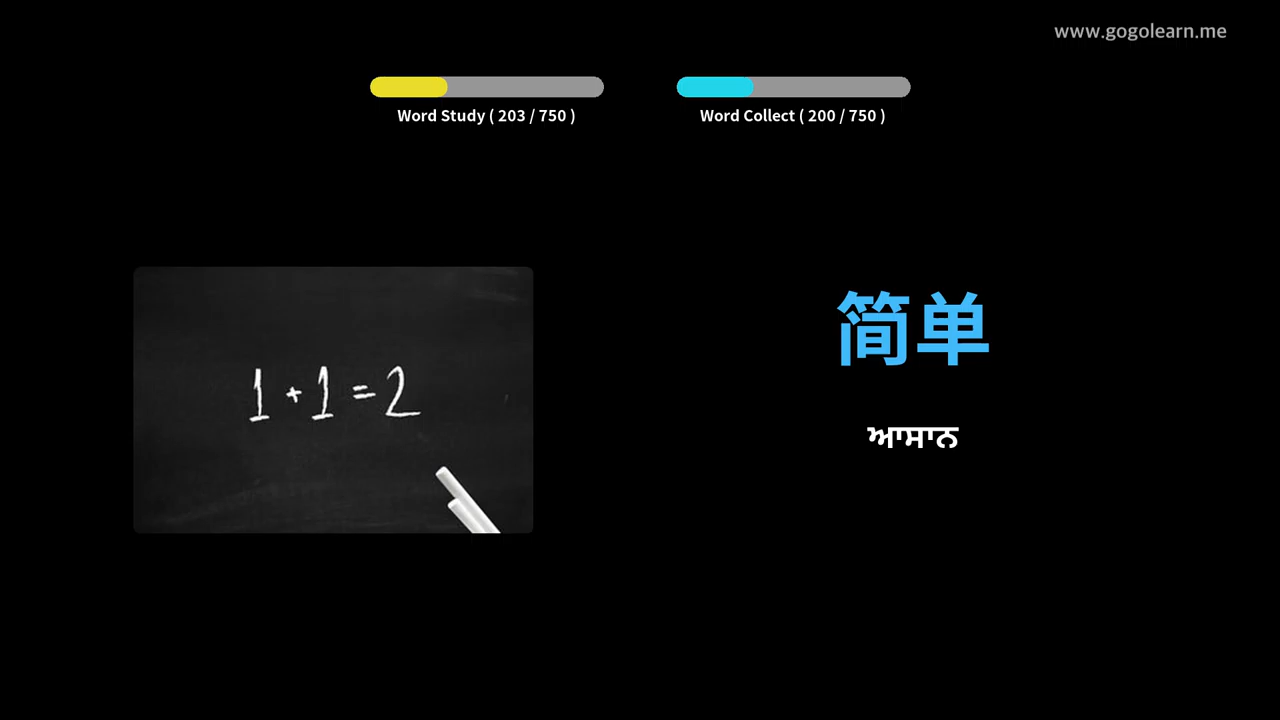 www.gogolearn.me
Word Study ( 203 / 750 )
Word Collect ( 200 / 750 )
1 + 1 = 2
简单
ਆਸਾਨ